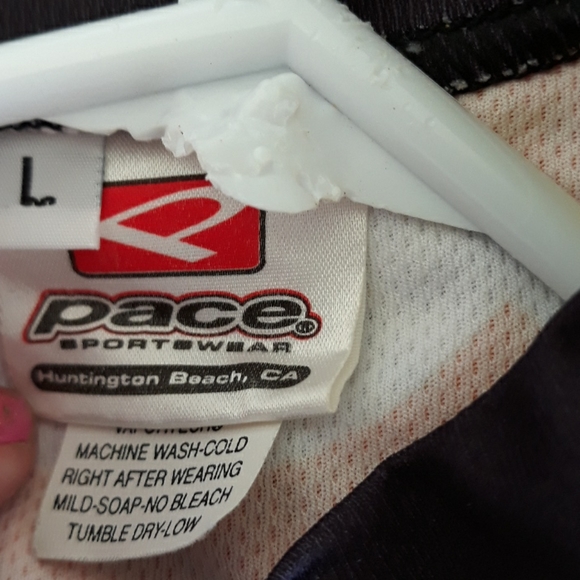 L
pace®
SPORTSWEAR
Huntington Beach, CA
MACHINE WASH-COLD
RIGHT AFTER WEARING
MILD-SOAP-NO BLEACH
TUMBLE DRY-LOW